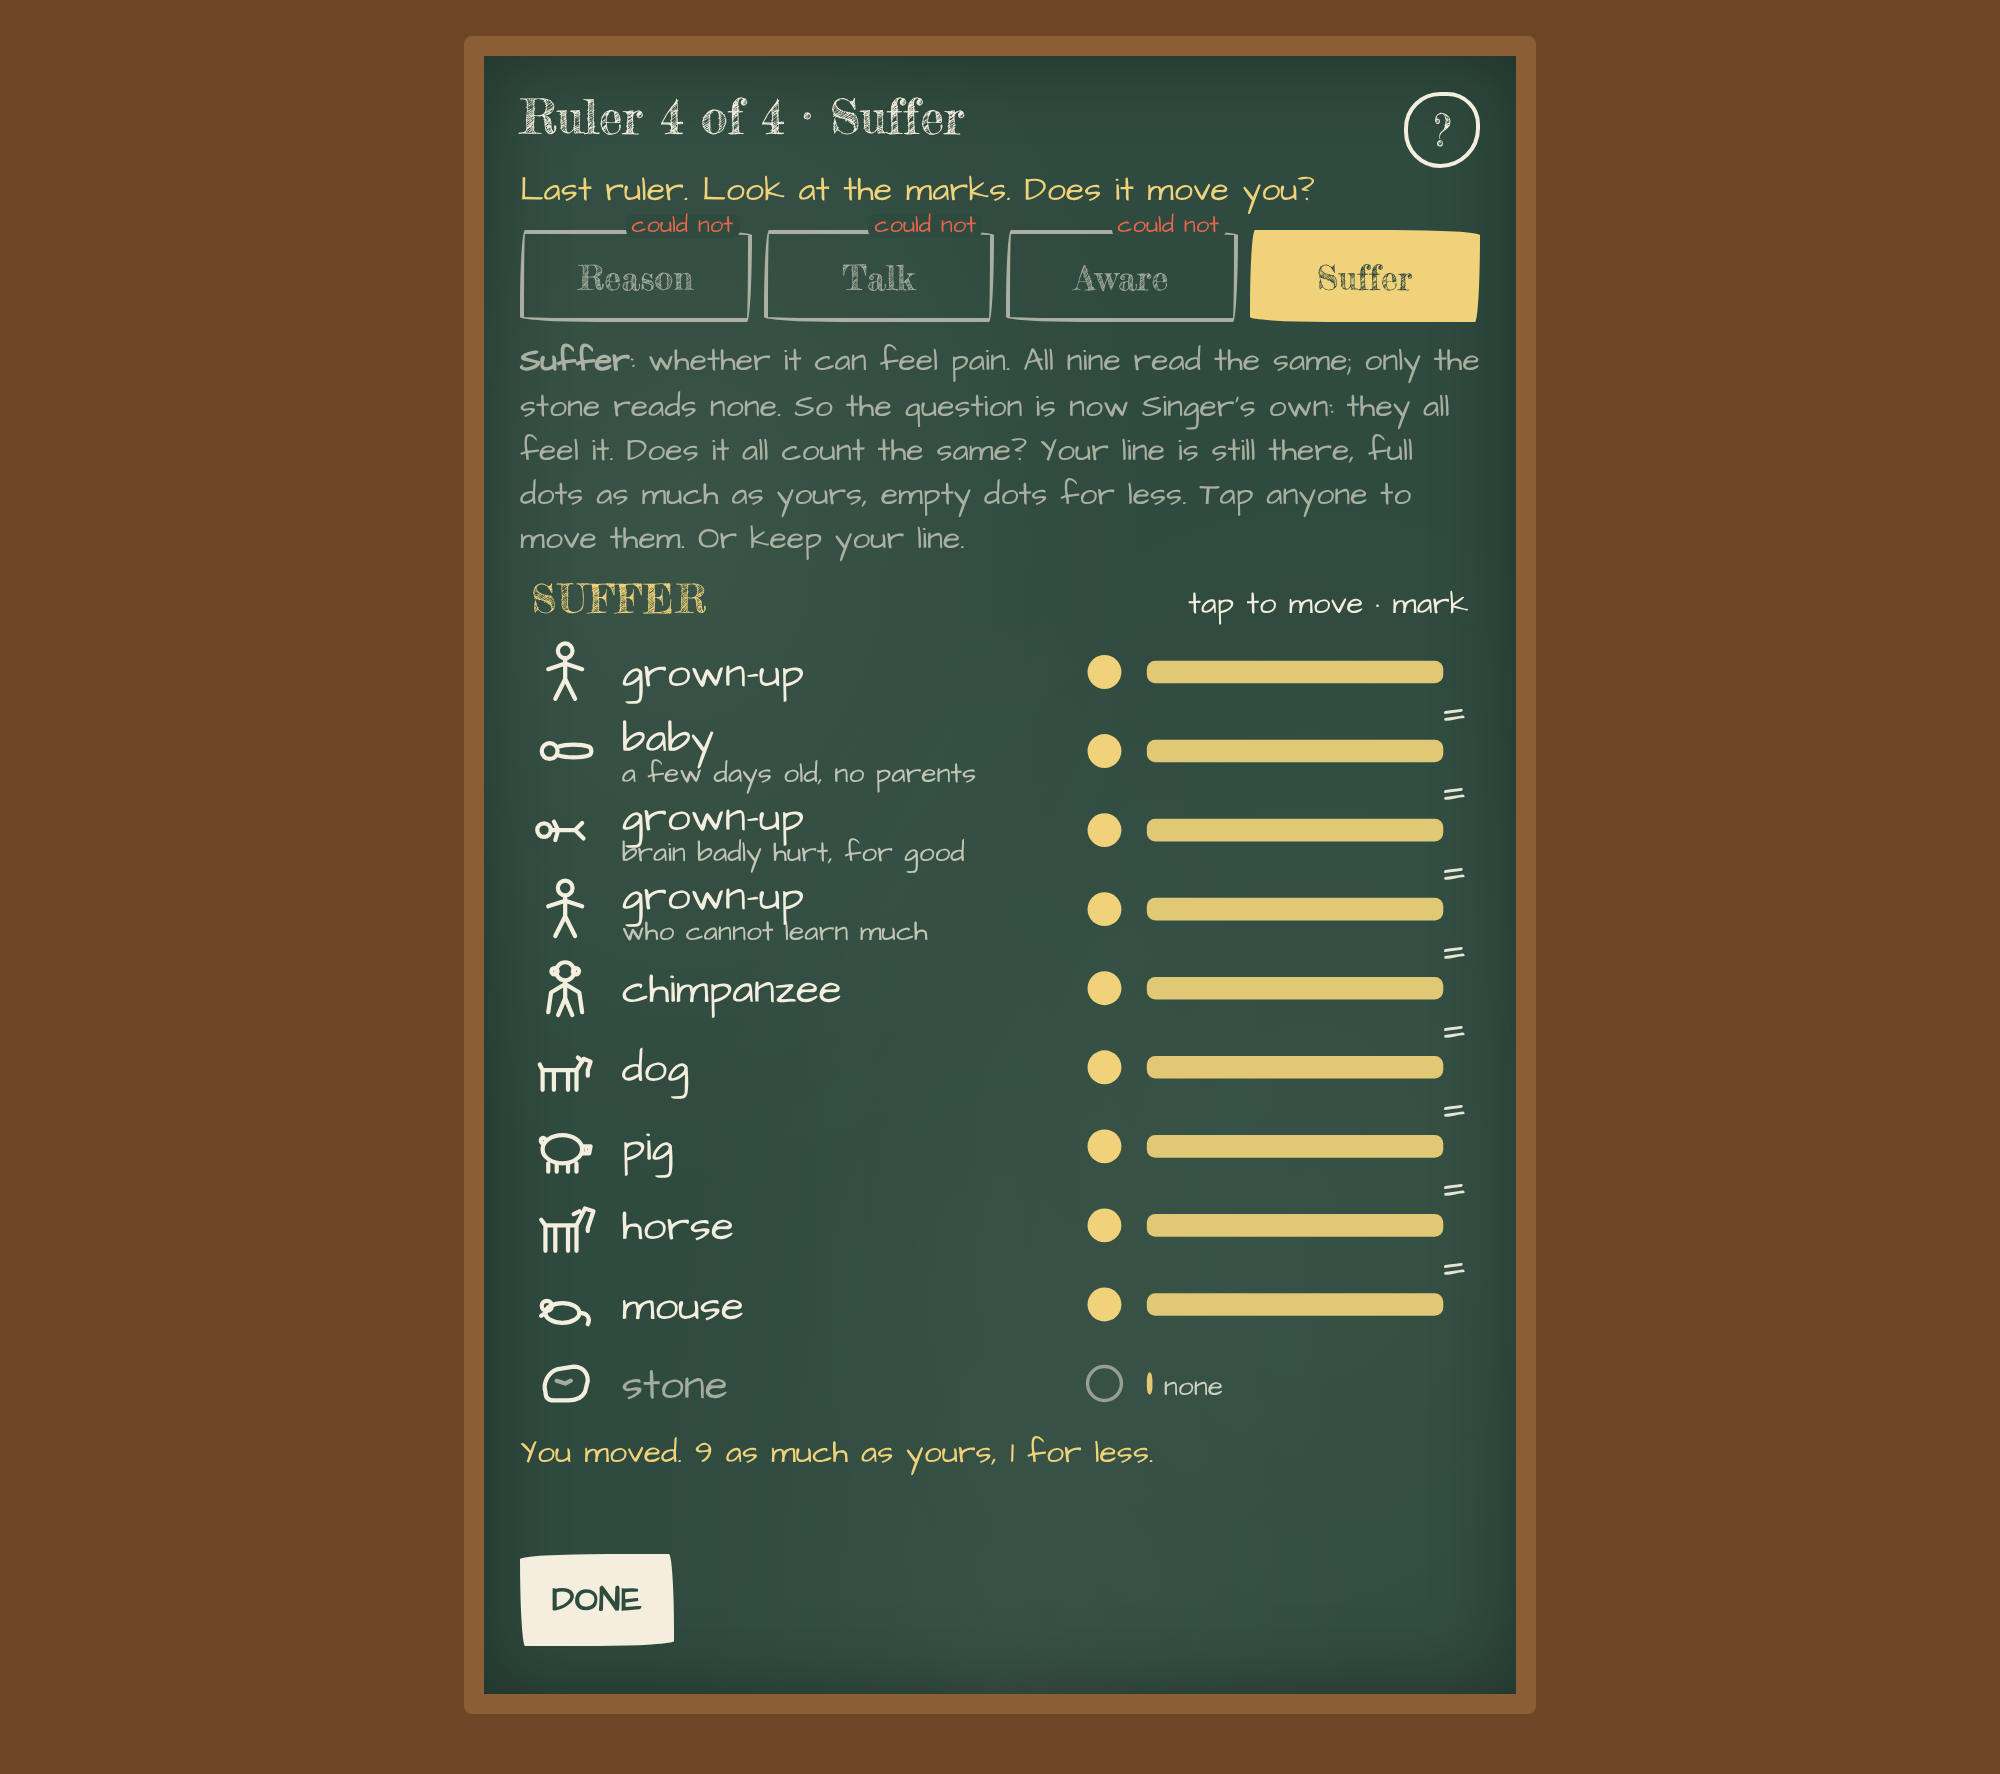 Ruler 4 of 4 · Suffer
?
Last ruler. Look at the marks. Does it move you?
could not
could not
could not
Reason
Talk
Aware
Suffer
Suffer: whether it can feel pain. All nine read the same; only the
stone reads none. So the question is now Singer's own: they all
feel it. Does it all count the same? Your line is still there, full
dots as much as yours, empty dots for less. Tap anyone to
move them. Or keep your line.
SUFFER
tap to move · mark
grown-up
=
baby
a few days old, no parents
=
grown-up
brain badly hurt, for good
=
grown-up
who cannot learn much
=
chimpanzee
=
dog
=
pig
=
horse
=
mouse
stone
none
You moved. 9 as much as yours, 1 for less.
DONE